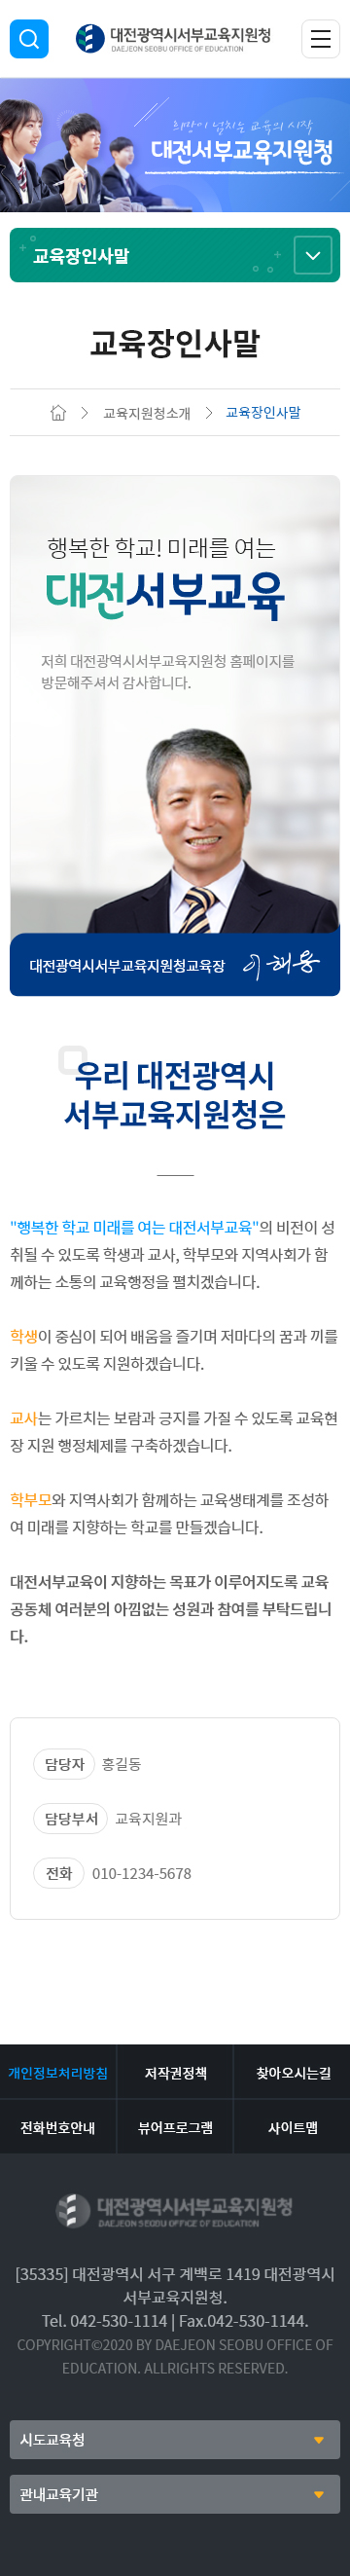 대전광역시서부교육지원청
DAEJEON SEOBU OFFICE OF EDUCATION
희망이 넘치는 교육의 시작
대전서부교육지원청
교육장인사말
교육장인사말
교육지원청소개 교육장인사말
행복한 학교! 미래를 여는
대전서부교육
저희 대전광역시서부교육지원청 홈페이지를
방문해주셔서 감사합니다.
대전광역시서부교육지원청교육장
우리 대전광역시
서부교육지원청은
"행복한 학교 미래를 여는 대전서부교육"의 비전이 성
취될 수 있도록 학생과 교사, 학부모와 지역사회가 함
께하는 소통의 교육행정을 펼치겠습니다.
학생이 중심이 되어 배움을 즐기며 저마다의 꿈과 끼를
키울 수 있도록 지원하겠습니다.
교사는 가르치는 보람과 긍지를 가질 수 있도록 교육현
장 지원 행정체제를 구축하겠습니다.
학부모와 지역사회가 함께하는 교육생태계를 조성하
여 미래를 지향하는 학교를 만들겠습니다.
대전서부교육이 지향하는 목표가 이루어지도록 교육
공동체 여러분의 아낌없는 성원과 참여를 부탁드립니
다.
담당자 홍길동
담당부서 교육지원과
전화 010-1234-5678
개인정보처리방침 저작권정책 찾아오시는길
전화번호안내 뷰어프로그램 사이트맵
대전광역시서부교육지원청
DAEJEON SEOBU OFFICE OF EDUCATION
[35335] 대전광역시 서구 계백로 1419 대전광역시
서부교육지원청.
Tel. 042-530-1114 | Fax.042-530-1144.
COPYRIGHT©2020 BY DAEJEON SEOBU OFFICE OF
EDUCATION. ALLRIGHTS RESERVED.
시도교육청
관내교육기관